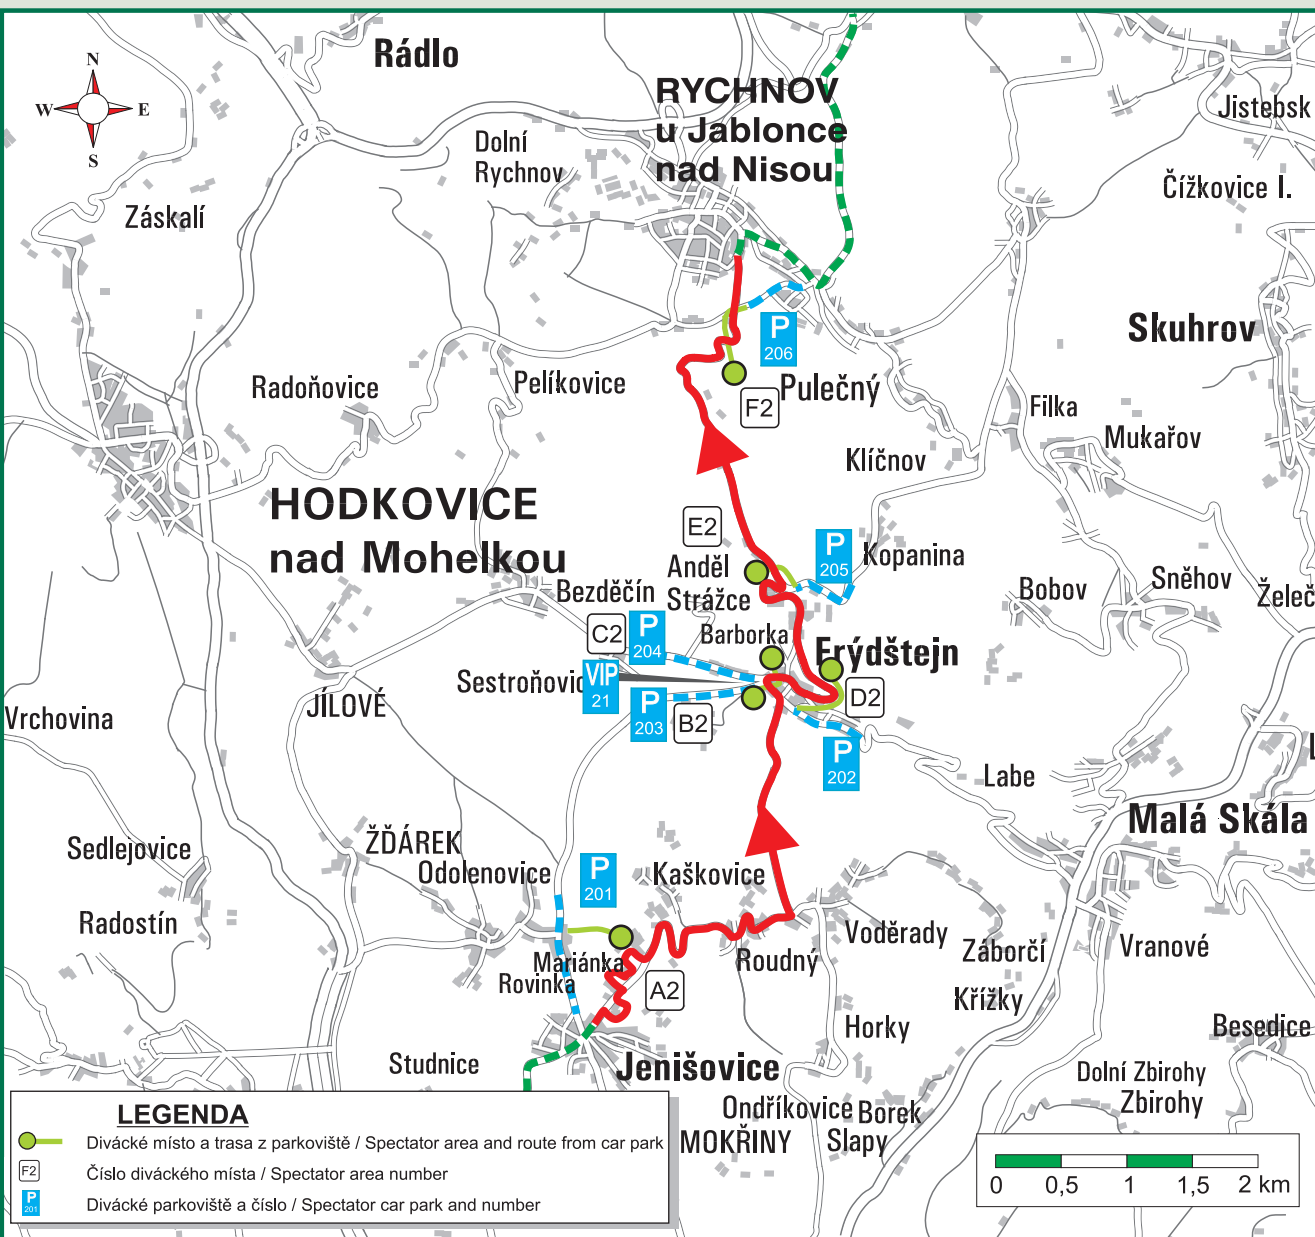 N
W
E
S
Rádlo
RYCHNOV
u Jablonce
nad Nisou
Jistebsk
Dolní
Rychnov
Čížkovice I.
Záskalí
Skuhrov
P
206
Radoňovice
Pelíkovice
Pulečný
F2
Filka
Mukařov
Klíčnov
HODKOVICE
nad Mohelkou
E2
P
205
Kopanina
Anděl
Strážce
Bezděčín
Bobov
Sněhov
Želeč
C2
P
204
Barborka
Frýdštejn
Sestroňovic
VIP
21
P
203
B2
D2
JÍLOVÉ
Vrchovina
P
202
Labe
L
Malá Skála
ŽĎÁREK
Sedlejovice
Odolenovice
P
201
Kaškovice
Radostín
Voděrady
Záborčí
Vranové
Mariánka
Rovinka
Roudný
A2
Křížky
Horky
Besedice
Studnice
Jenišovice
Dolní Zbirohy
Zbirohy
Ondříkovice
Borek
MOKŘINY
Slapy
LEGENDA
Divácké místo a trasa z parkoviště / Spectator area and route from car park
F2
Číslo diváckého místa / Spectator area number
P
201
Divácké parkoviště a číslo / Spectator car park and number
0 0,5 1 1,5 2 km